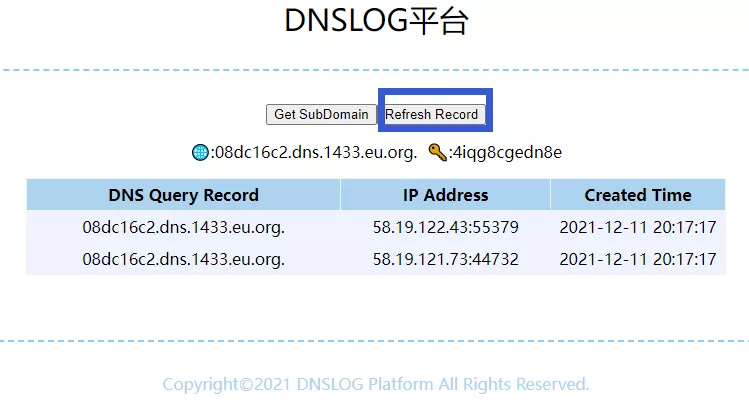 DNSLOG平台
Get SubDomain Refresh Record
:08dc16c2.dns.1433.eu.org. :4iqg8cgedn8e
DNS Query Record IP Address Created Time
08dc16c2.dns.1433.eu.org. 58.19.122.43:55379 2021-12-11 20:17:17
08dc16c2.dns.1433.eu.org. 58.19.121.73:44732 2021-12-11 20:17:17
Copyright©2021 DNSLOG Platform All Rights Reserved.